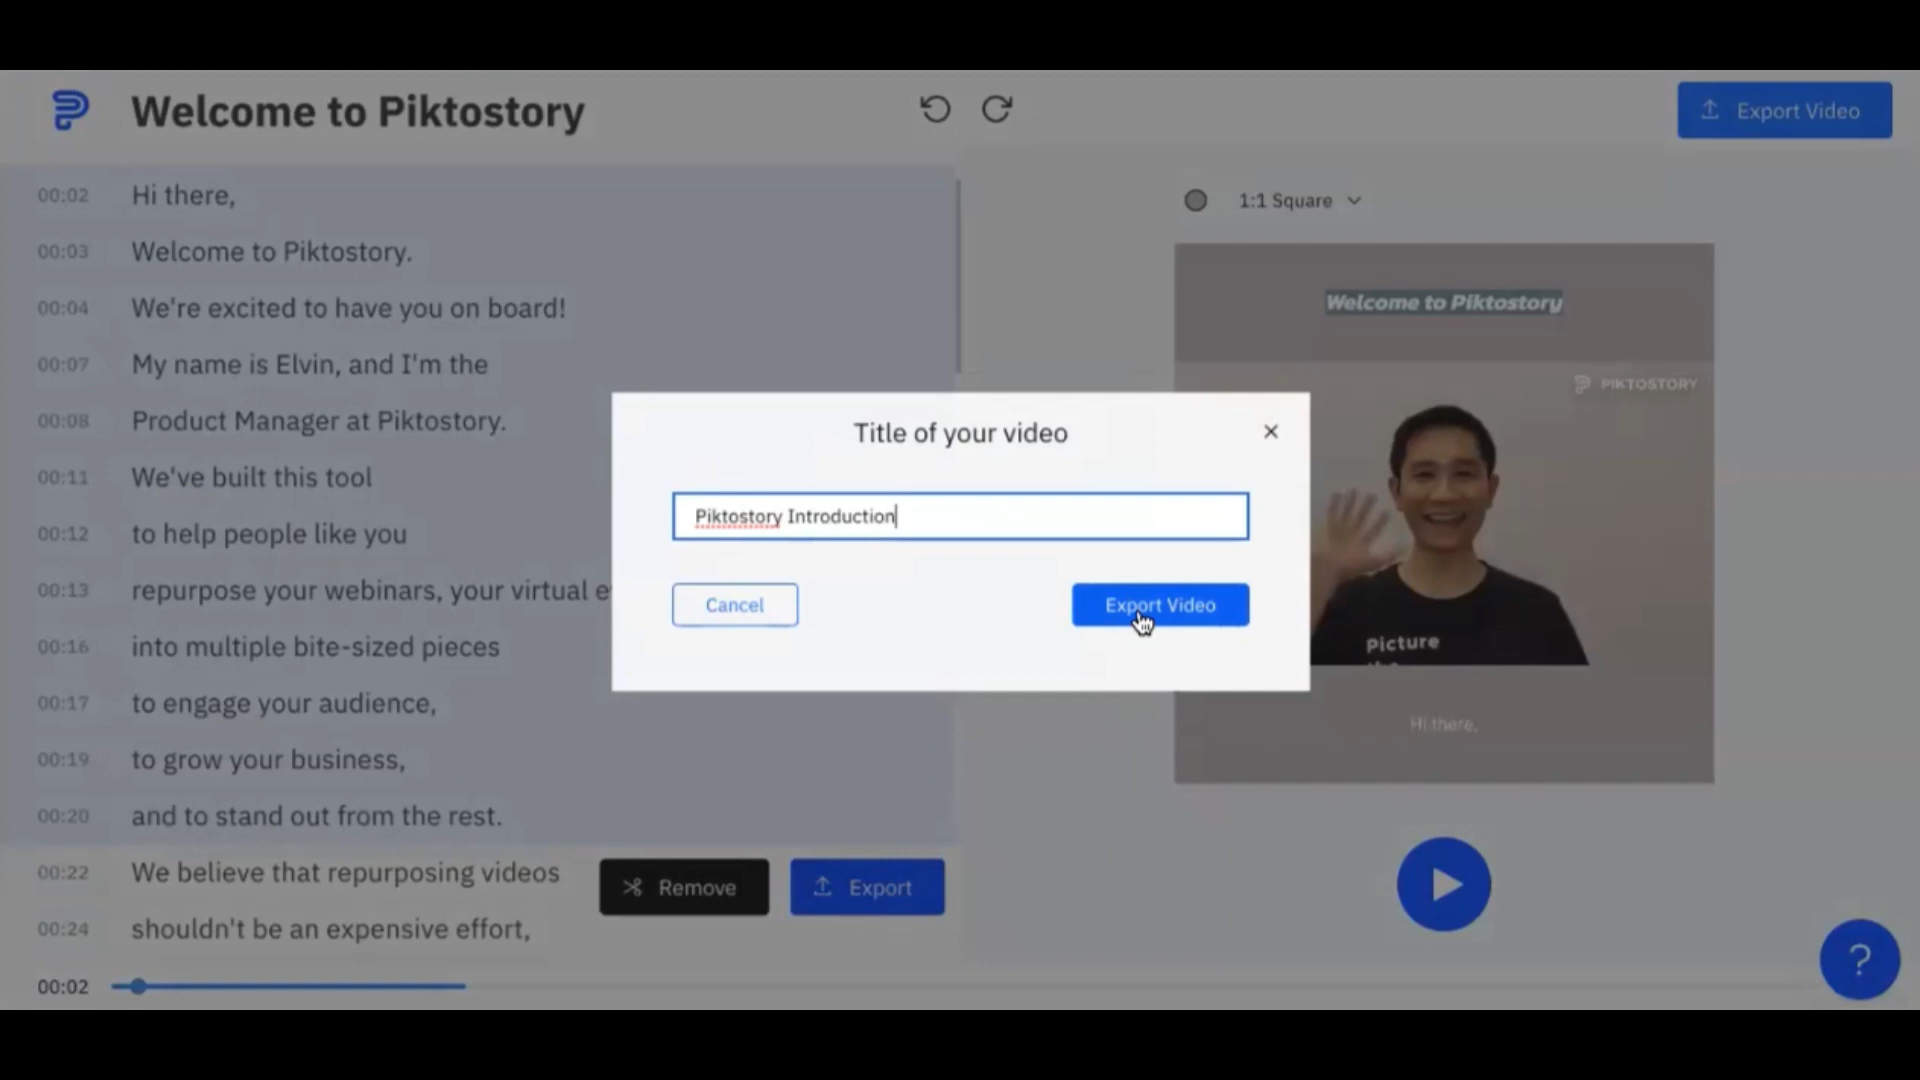 Welcome to Piktostory
Export Video
00:02 Hi there,
00:03 Welcome to Piktostory.
00:04 We're excited to have you on board!
00:07 My name is Elvin, and I'm the
00:08 Product Manager at Piktostory.
00:11 We've built this tool
00:12 to help people like you
00:13 repurpose your webinars, your virtual e
00:16 into multiple bite-sized pieces
00:17 to engage your audience,
00:19 to grow your business,
00:20 and to stand out from the rest.
00:22 We believe that repurposing videos
00:24 shouldn't be an expensive effort,
Remove
Export
00:02
Title of your video
×
Piktostory Introduction
Cancel
Export Video
1:1 Square
Welcome to Piktostory
PIKTOSTORY
Picture
Hi there,
?